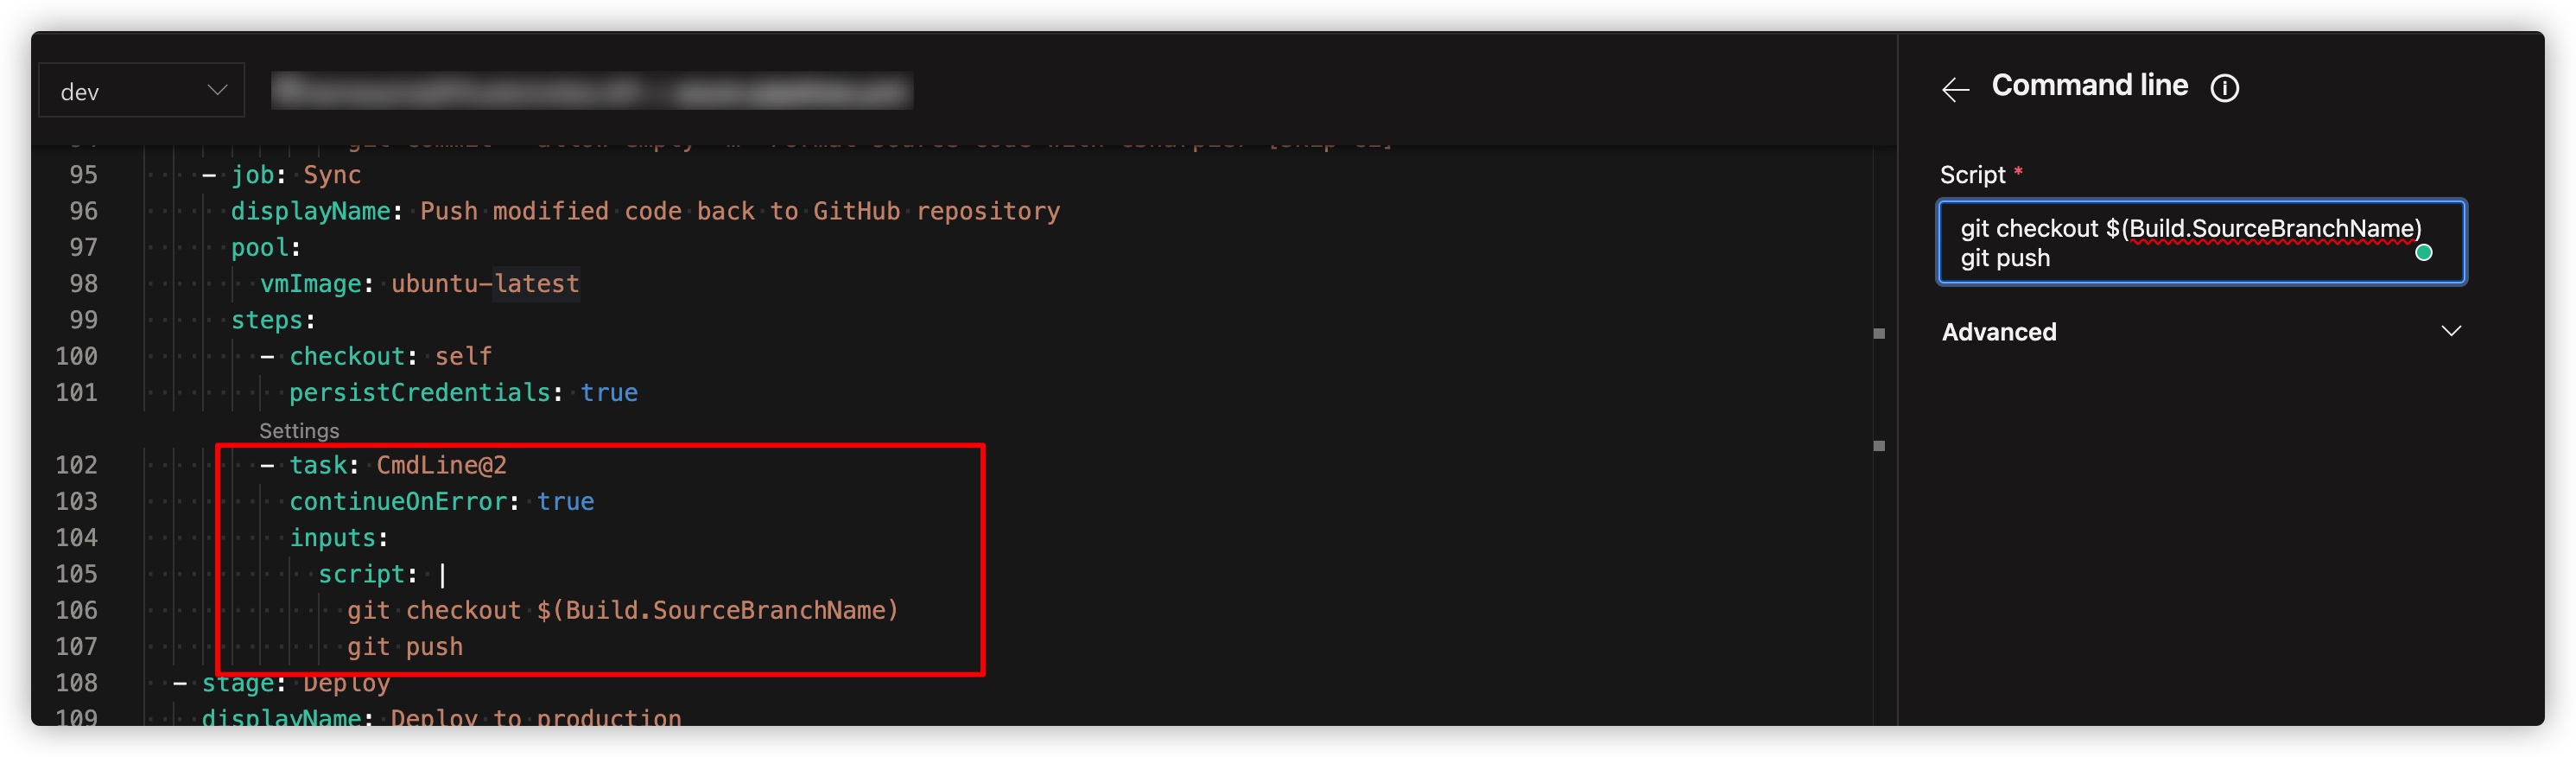 dev
95 - job: Sync
96 displayName: Push modified code back to GitHub repository
97 pool:
98 vmImage: ubuntu-latest
99 steps:
100 - checkout: self
101 persistCredentials: true
Settings
102 - task: CmdLine@2
103 continueOnError: true
104 inputs:
105 script: |
106 git checkout $(Build.SourceBranchName)
107 git push
108 - stage: Deploy
109 displayName: Deploy to production
Command line
Script *
git checkout $(Build.SourceBranchName)
git push
Advanced